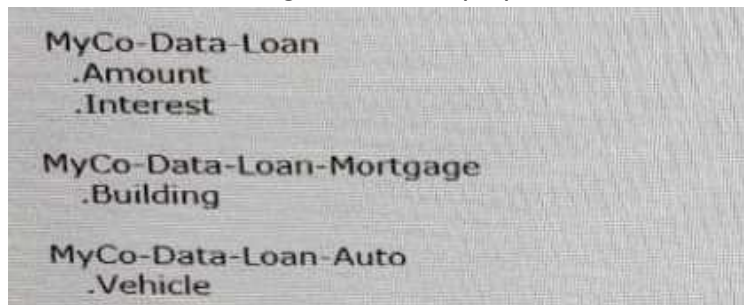 MyCo-Data-Loan
.Amount
.Interest
MyCo-Data-Loan-Mortgage
.Building
MyCo-Data-Loan-Auto
.Vehicle